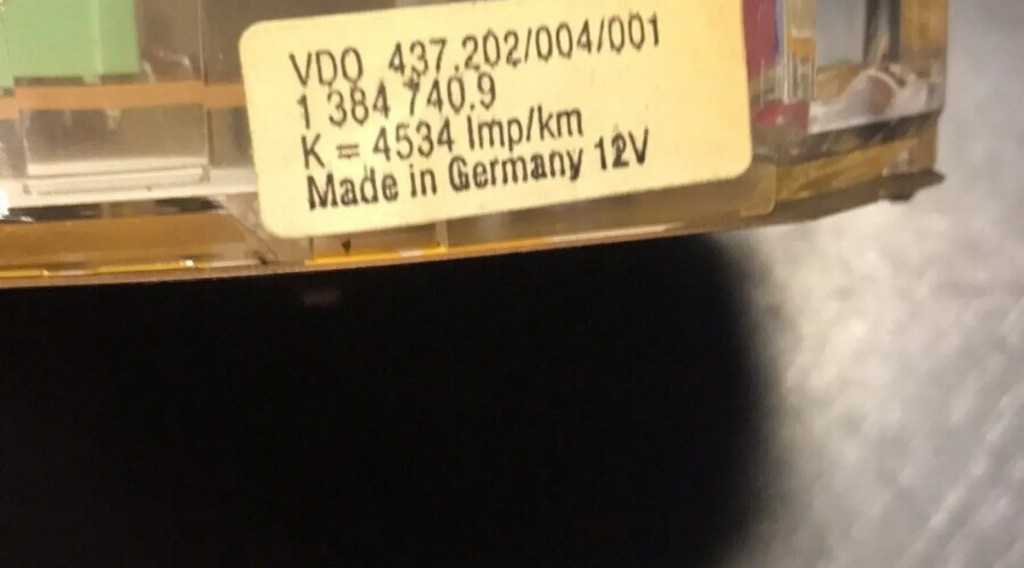 VDO 437.202/004/001
1 384 740.9
K = 4534 Imp/km
Made in Germany 12V